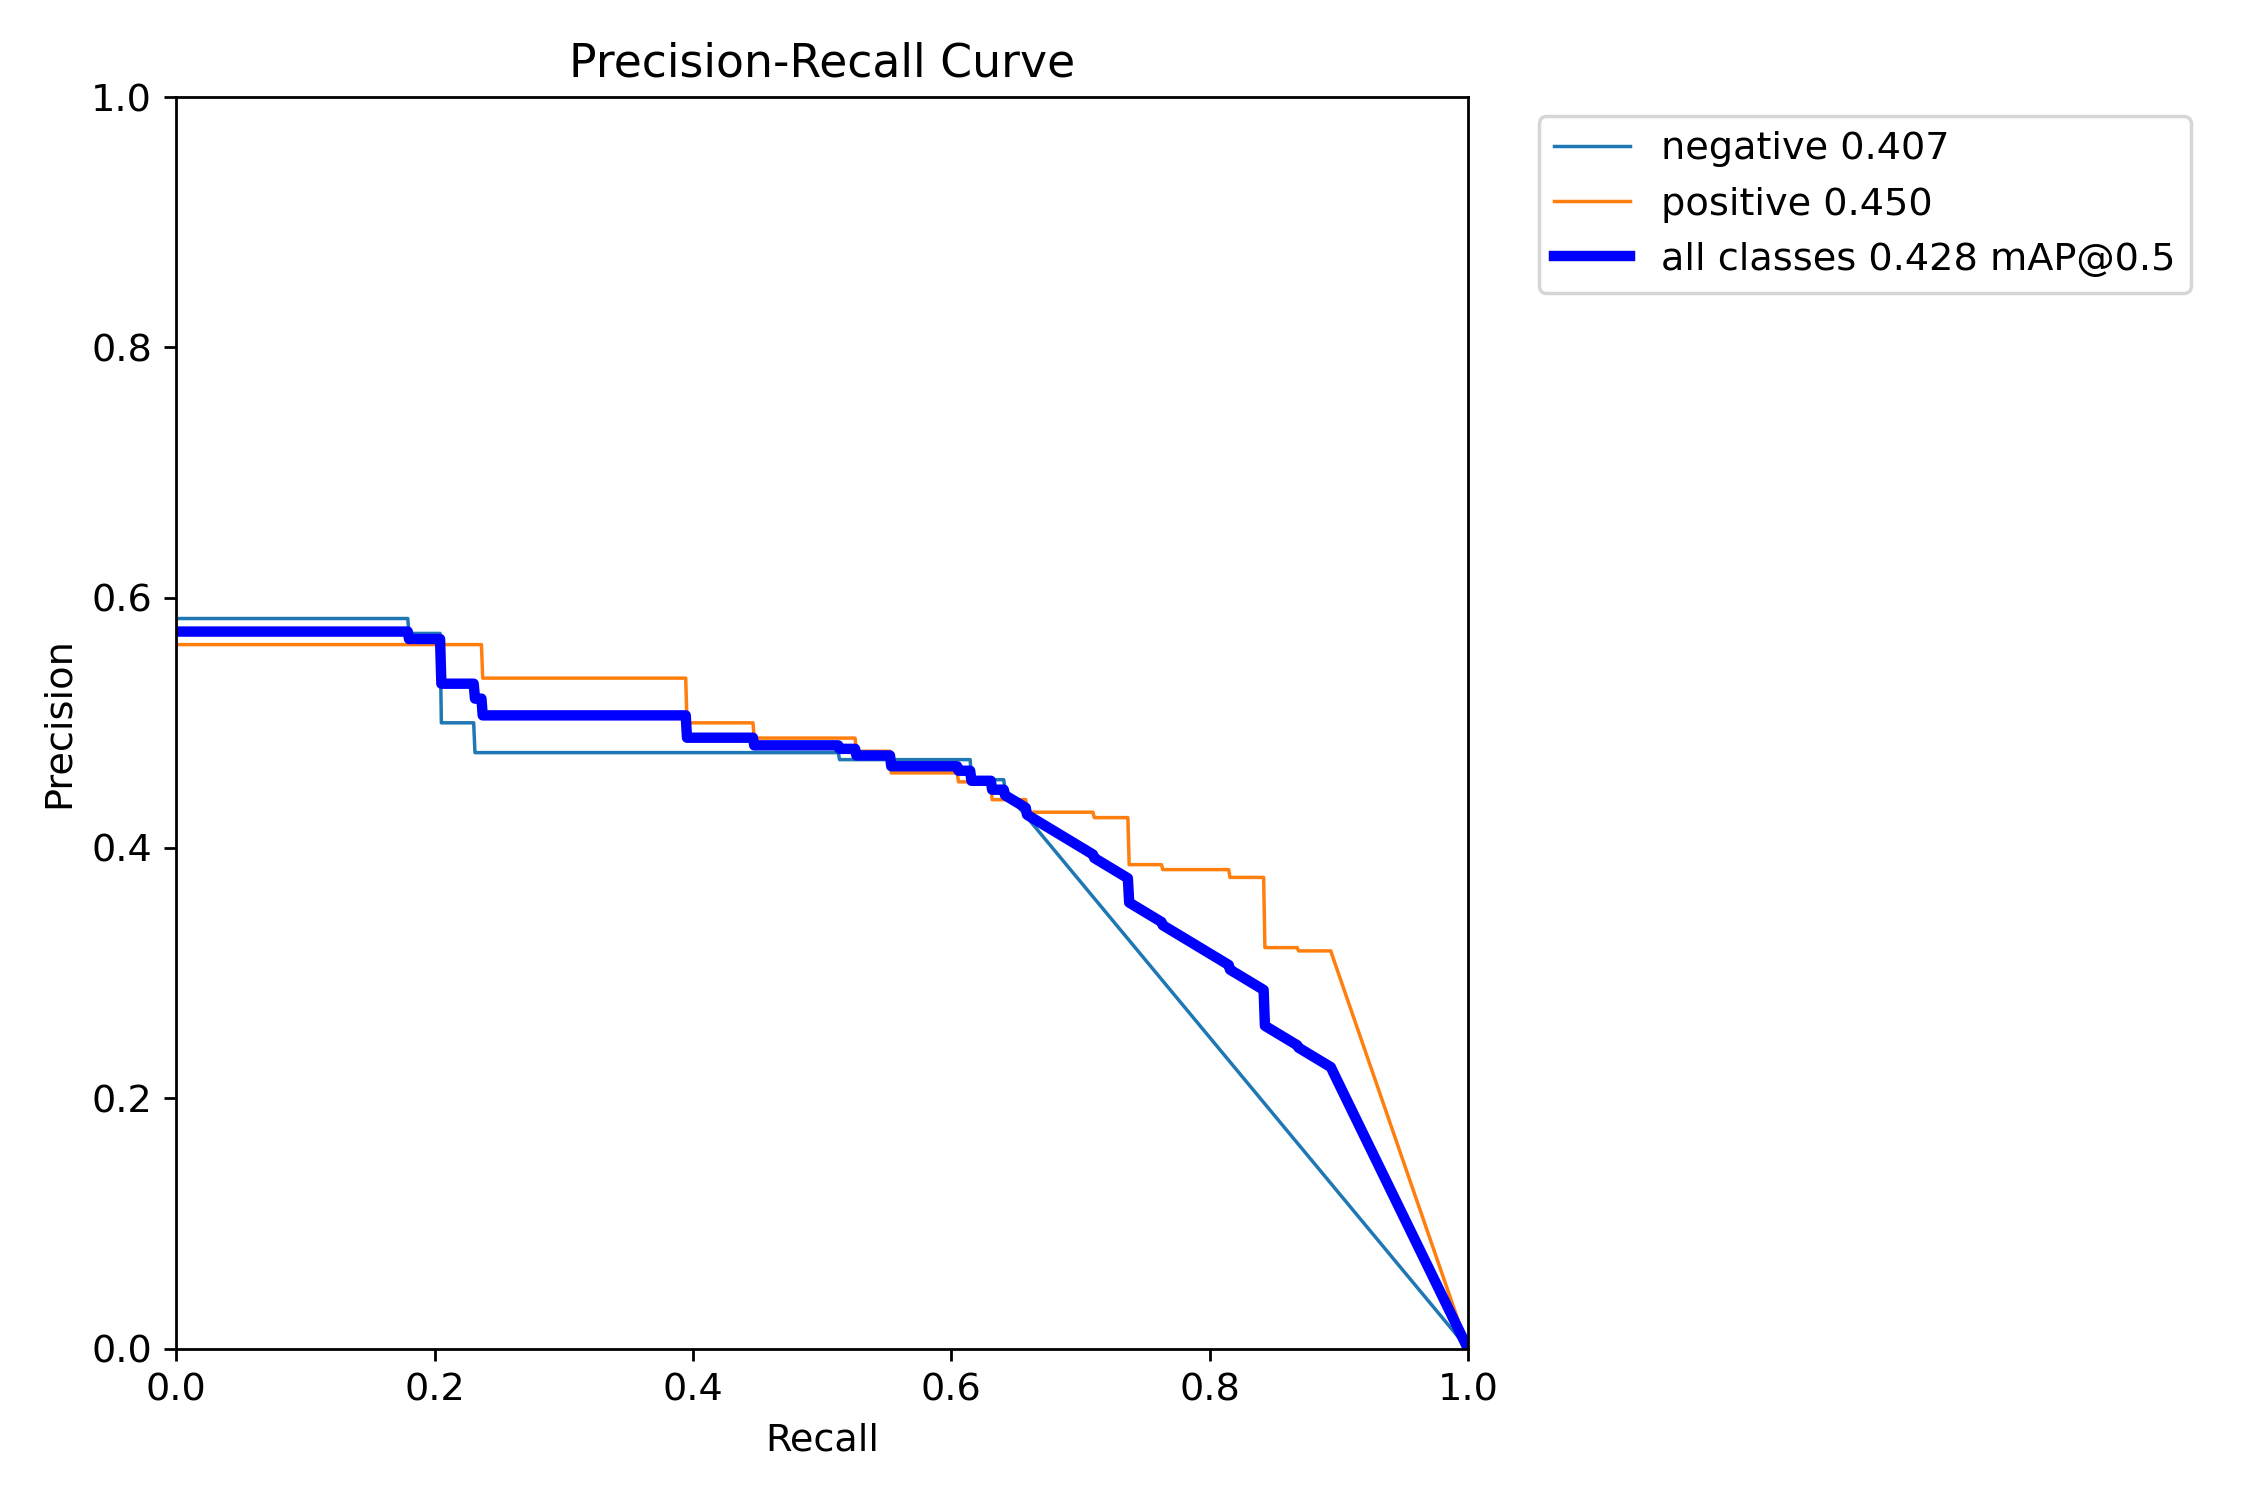 Precision-Recall Curve
1.0
0.8
0.6
0.4
0.2
0.0
Precision
0.0 0.2 0.4 0.6 0.8 1.0
Recall
negative 0.407
positive 0.450
all classes 0.428 mAP@0.5